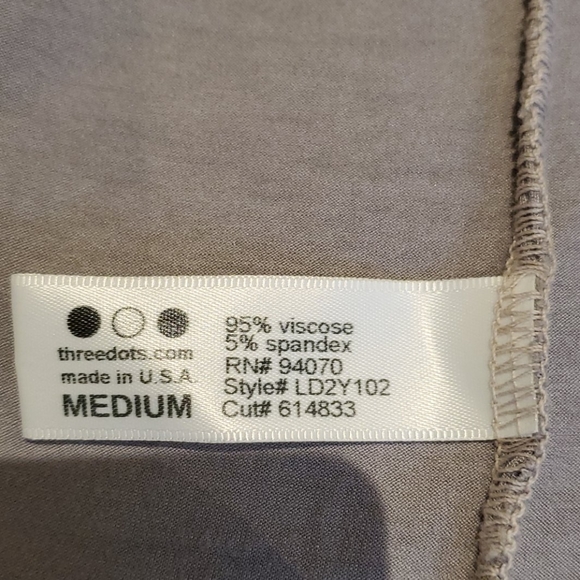 threedots.com
made in U.S.A.
MEDIUM
95% viscose
5% spandex
RN# 94070
Style# LD2Y102
Cut# 614833